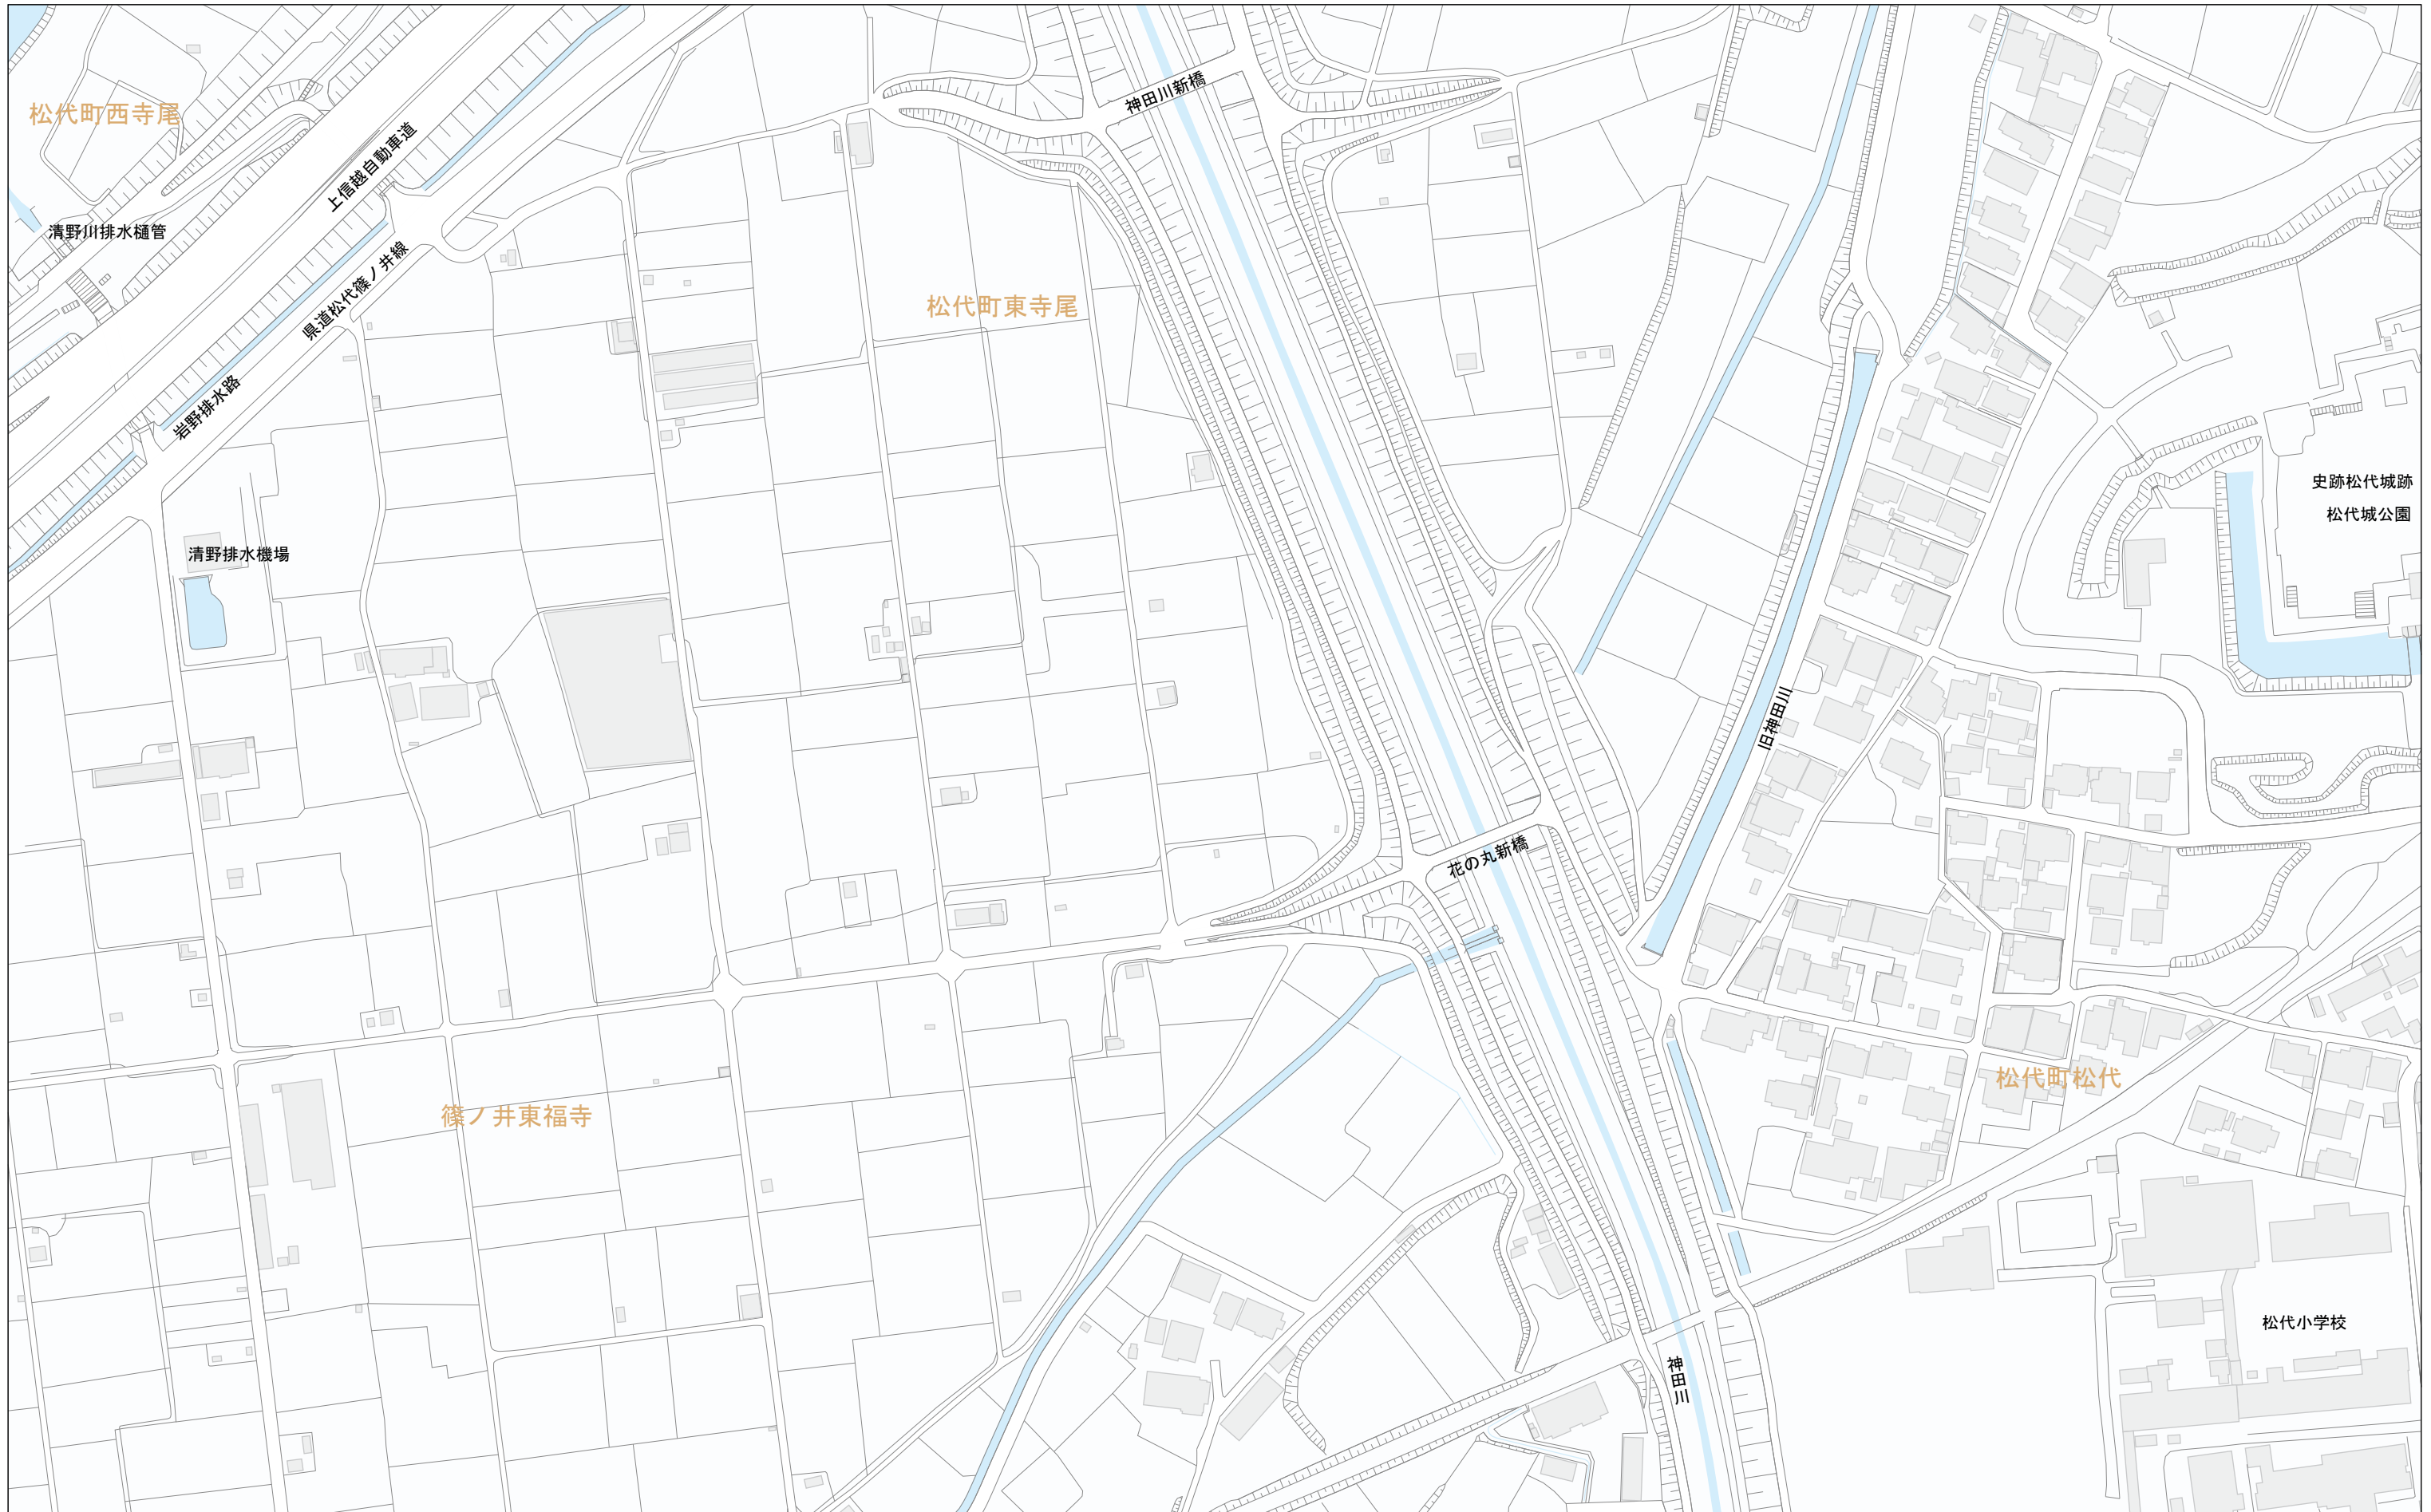 神田川新橋
松代町西寺尾
上信越自動車道
清野川排水樋管
県道松代篠ノ井線
松代町東寺尾
岩野排水路
史跡松代城跡
松代城公園
清野排水機場
旧神田川
花の丸新橋
松代町松代
篠ノ井東福寺
松代小学校
神田川